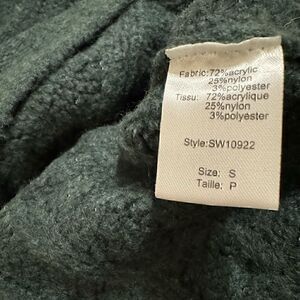 Fabric:72%acrylic
25%nylon
3%polyester
Tissu: 72%acrylique
25%nylon
3%polyester
Style:SW10922
Size: S
Taille: P